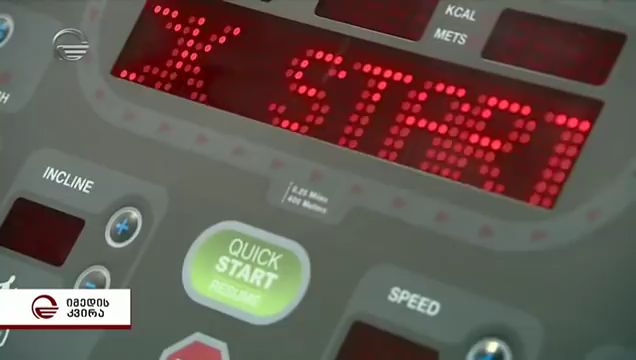 KCAL
METS
X START
INCLINE
0.25 Miles
400 Meters
QUICK
START
RESUME
SPEED
იმედის
კვირა